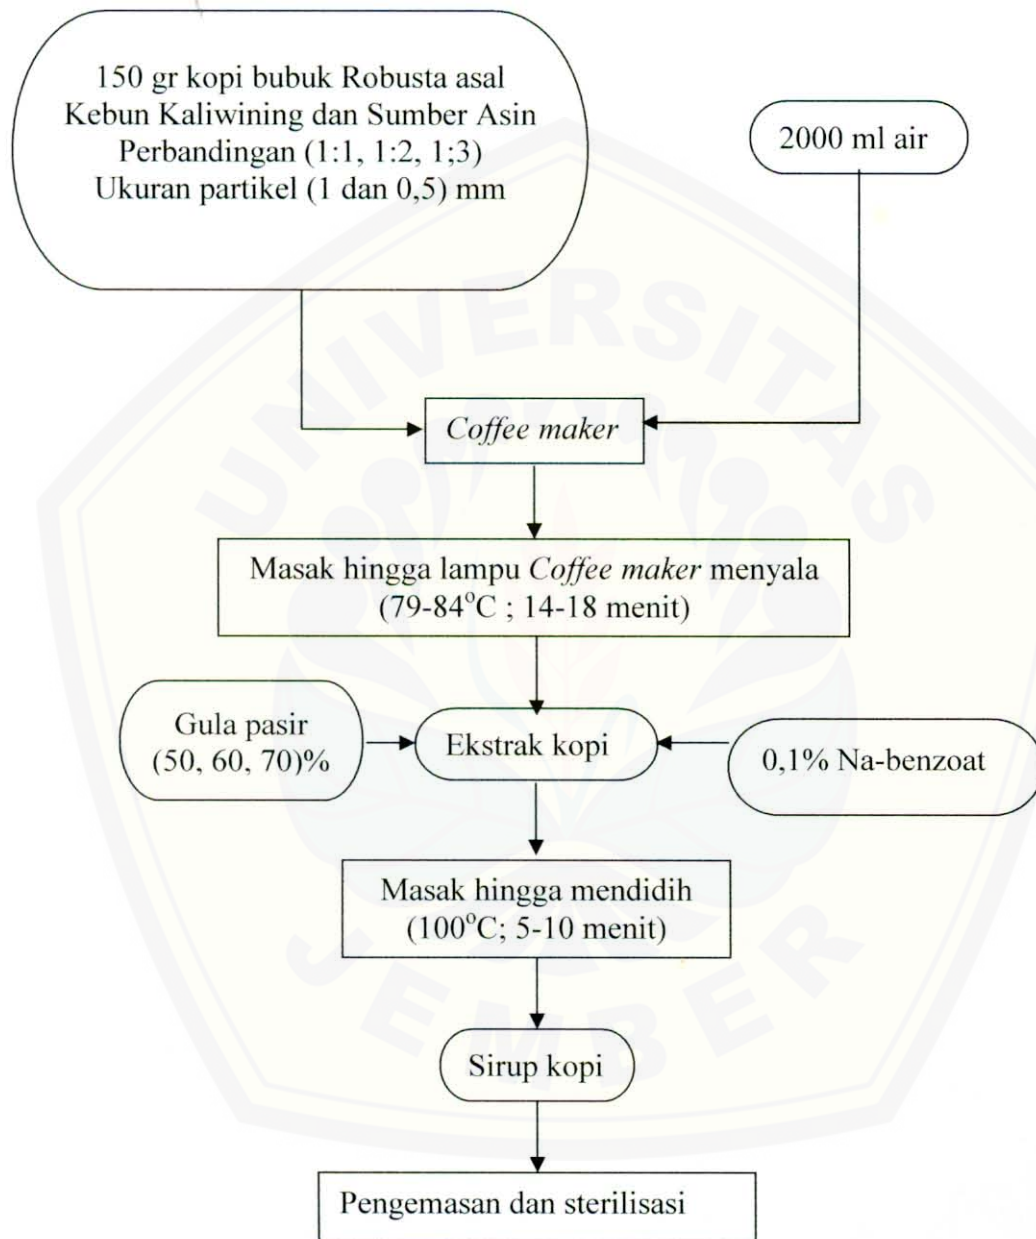 150 gr kopi bubuk Robusta asal
Kebun Kaliwining dan Sumber Asin
Perbandingan (1:1, 1:2, 1;3)
Ukuran partikel (1 dan 0,5) mm
2000 ml air
Coffee maker
Masak hingga lampu Coffee maker menyala
(79-84°C ; 14-18 menit)
Gula pasir
(50, 60, 70)%
Ekstrak kopi
0,1% Na-benzoat
Masak hingga mendidih
(100°C; 5-10 menit)
Sirup kopi
Pengemasan dan sterilisasi
UNIVERSITAS
JEMBER